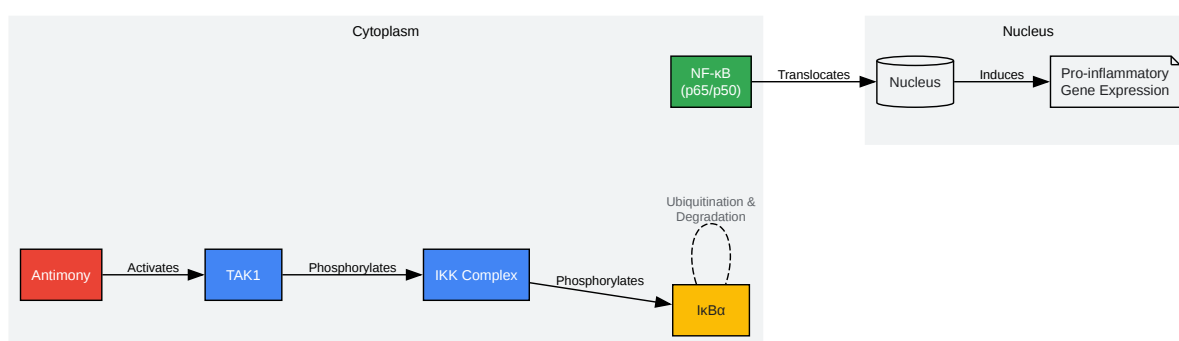 Cytoplasm
Nucleus
NF-κB
(p65/p50)
Translocates
Nucleus
Induces
Pro-inflammatory
Gene Expression
Ubiquitination &
Degradation
Antimony
Activates
TAK1
Phosphorylates
IKK Complex
Phosphorylates
IκBα